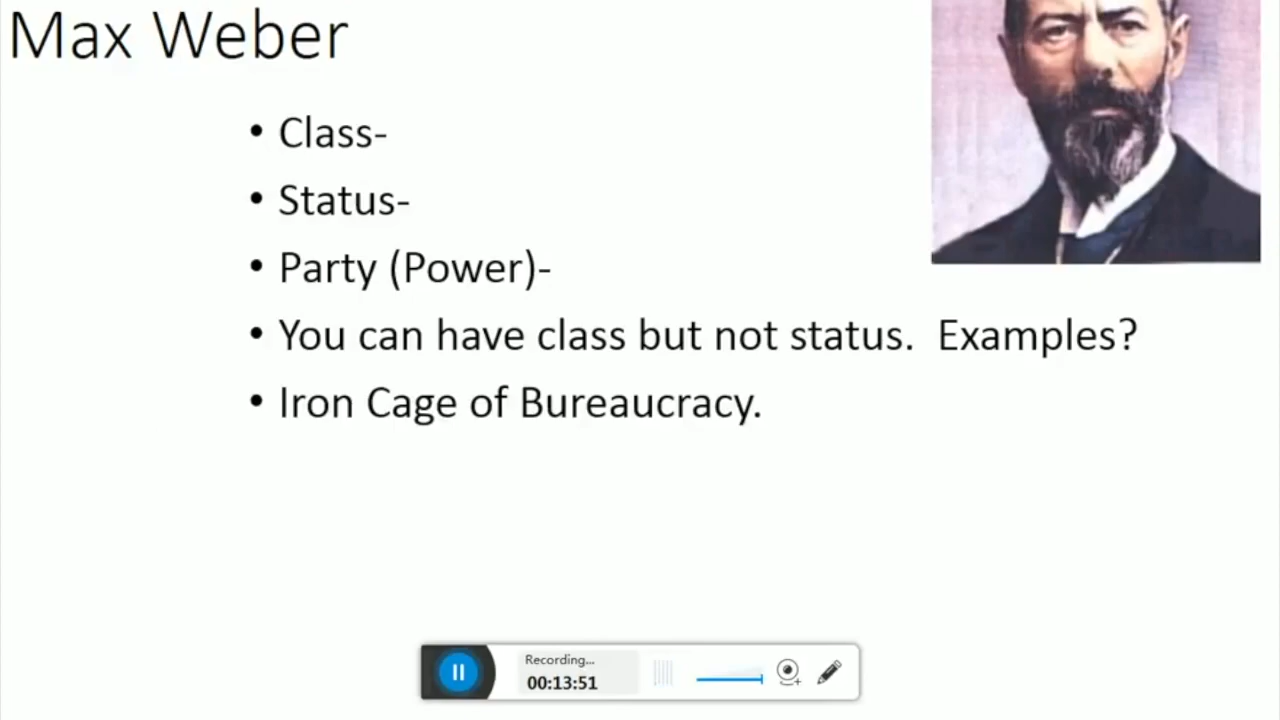 Max Weber
• Class-
• Status-
• Party (Power)-
• You can have class but not status.  Examples?
• Iron Cage of Bureaucracy.
Recording...
00:13:51